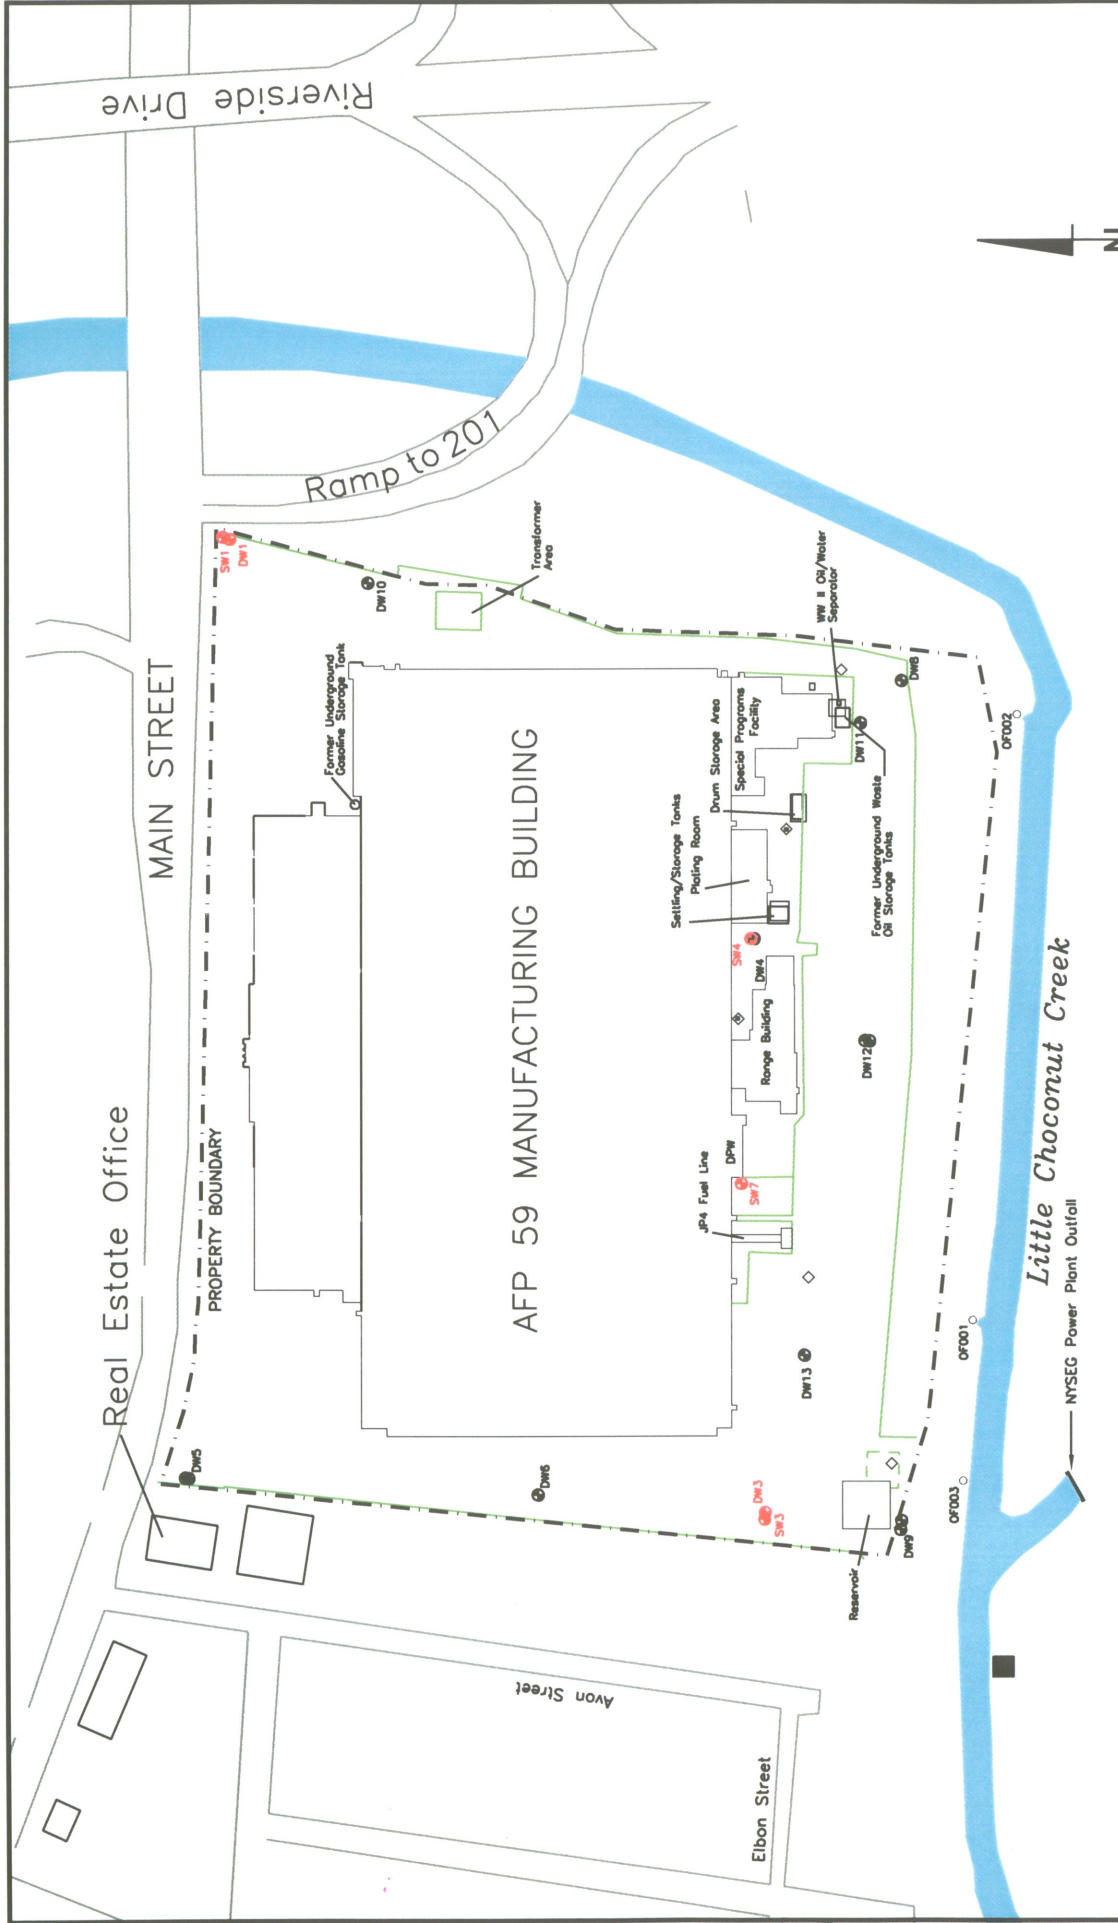 Riverside Drive
Ramp to 201
MAIN STREET
Real Estate Office
PROPERTY BOUNDARY
SW1
DW1
DW10
Transformer
Area
Former Underground
Gasoline Storage Tank
DW5
AFP 59 MANUFACTURING BUILDING
DW6
WW II Oil/Water
Separator
Special Programs
Facility
Drum Storage Area
Settling/Storage Tanks
Plating Room
SW4
DW4
Range Building
DPW
SW7
JP4 Fuel Line
DW3
SW3
DW8
DW11
Former Underground Waste
Oil Storage Tanks
DW12
DW13
Reservoir
DW9
OF002
OF001
OF003
Little Choconut Creek
NYSEG Power Plant Outfall
Avon Street
Elbon Street
N